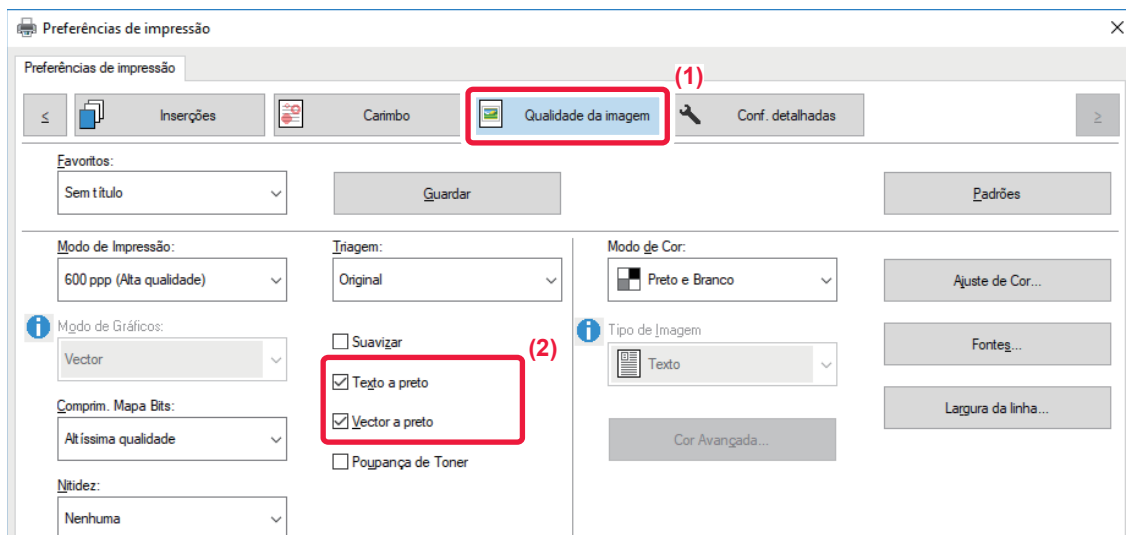 Preferências de impressão
Preferências de impressão
(1)
≤ Inserções Carimbo Qualidade da imagem Conf. detalhadas ≥
Favoritos:
Sem título Guardar Padrões
Modo de Impressão: Triagem: Modo de Cor:
600 ppp (Alta qualidade) Original Preto e Branco Ajuste de Cor...
Modo de Gráficos: Suavizar (2) Tipo de Imagem
Vector Texto a preto Texto Fontes...
Comprim. Mapa Bits: Vector a preto Largura da linha...
Altíssima qualidade Poupança de Toner Cor Avançada...
Nitidez:
Nenhuma